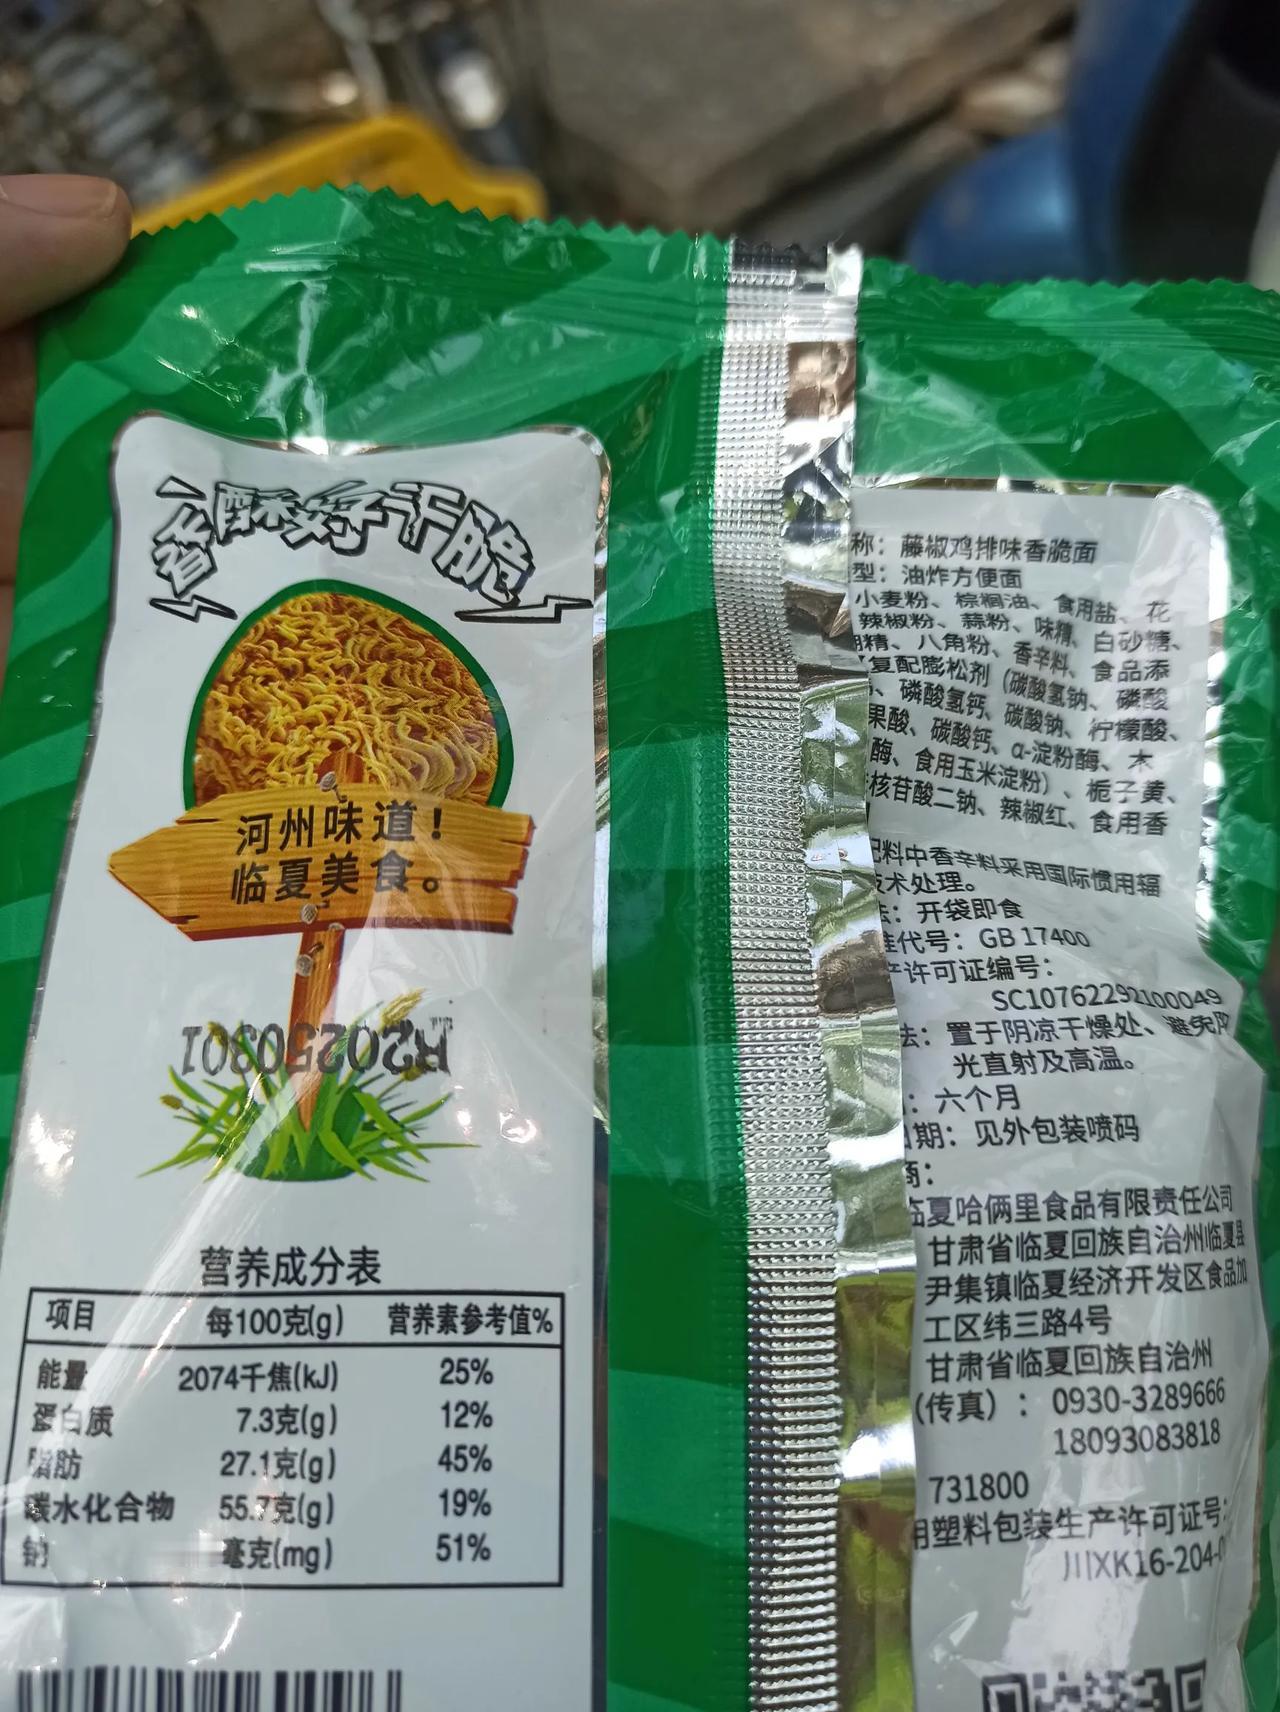 香酥好干脆
河州味道！
临夏美食。
H20250301
营养成分表
项目 每100克(g) 营养素参考值%
能量 2074千焦(kJ) 25%
蛋白质 7.3克(g) 12%
脂肪 27.1克(g) 45%
碳水化合物 55.7克(g) 19%
钠 毫克(mg) 51%
称：藤椒鸡排味香脆面
型：油炸方便面
小麦粉、棕榈油、食用盐、花
辣椒粉、蒜粉、味精、白砂糖、
精、八角粉、香辛料、食品添
复配膨松剂（碳酸氢钠、磷酸
、磷酸氢钙、碳酸钠、柠檬酸、
果酸、碳酸钙、α-淀粉酶、木
酶、食用玉米淀粉）、栀子黄、
核苷酸二钠、辣椒红、食用香
料中香辛料采用国际惯用辐
术处理。
法：开袋即食
准代号：GB 17400
产许可证编号：
SC10762292100049
法：置于阴凉干燥处、避免阳
光直射及高温。
：六个月
日期：见外包装喷码
商：
临夏哈俩里食品有限责任公司
甘肃省临夏回族自治州临夏县
尹集镇临夏经济开发区食品加
工区纬三路4号
甘肃省临夏回族自治州
（传真）：0930-3289666
18093083818
731800
用塑料包装生产许可证号：
川XK16-204-0